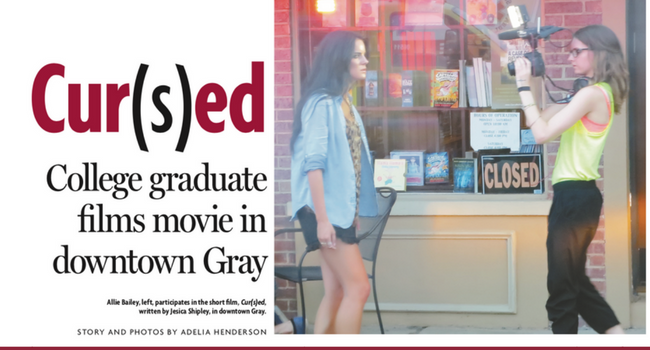 Cur(s)ed
College graduate
films movie in
downtown Gray
Allie Bailey, left, participates in the short film, Cur(s)ed,
written by Jesica Shipley, in downtown Gray.
STORY AND PHOTOS BY ADELIA HENDERSON
CLOSED